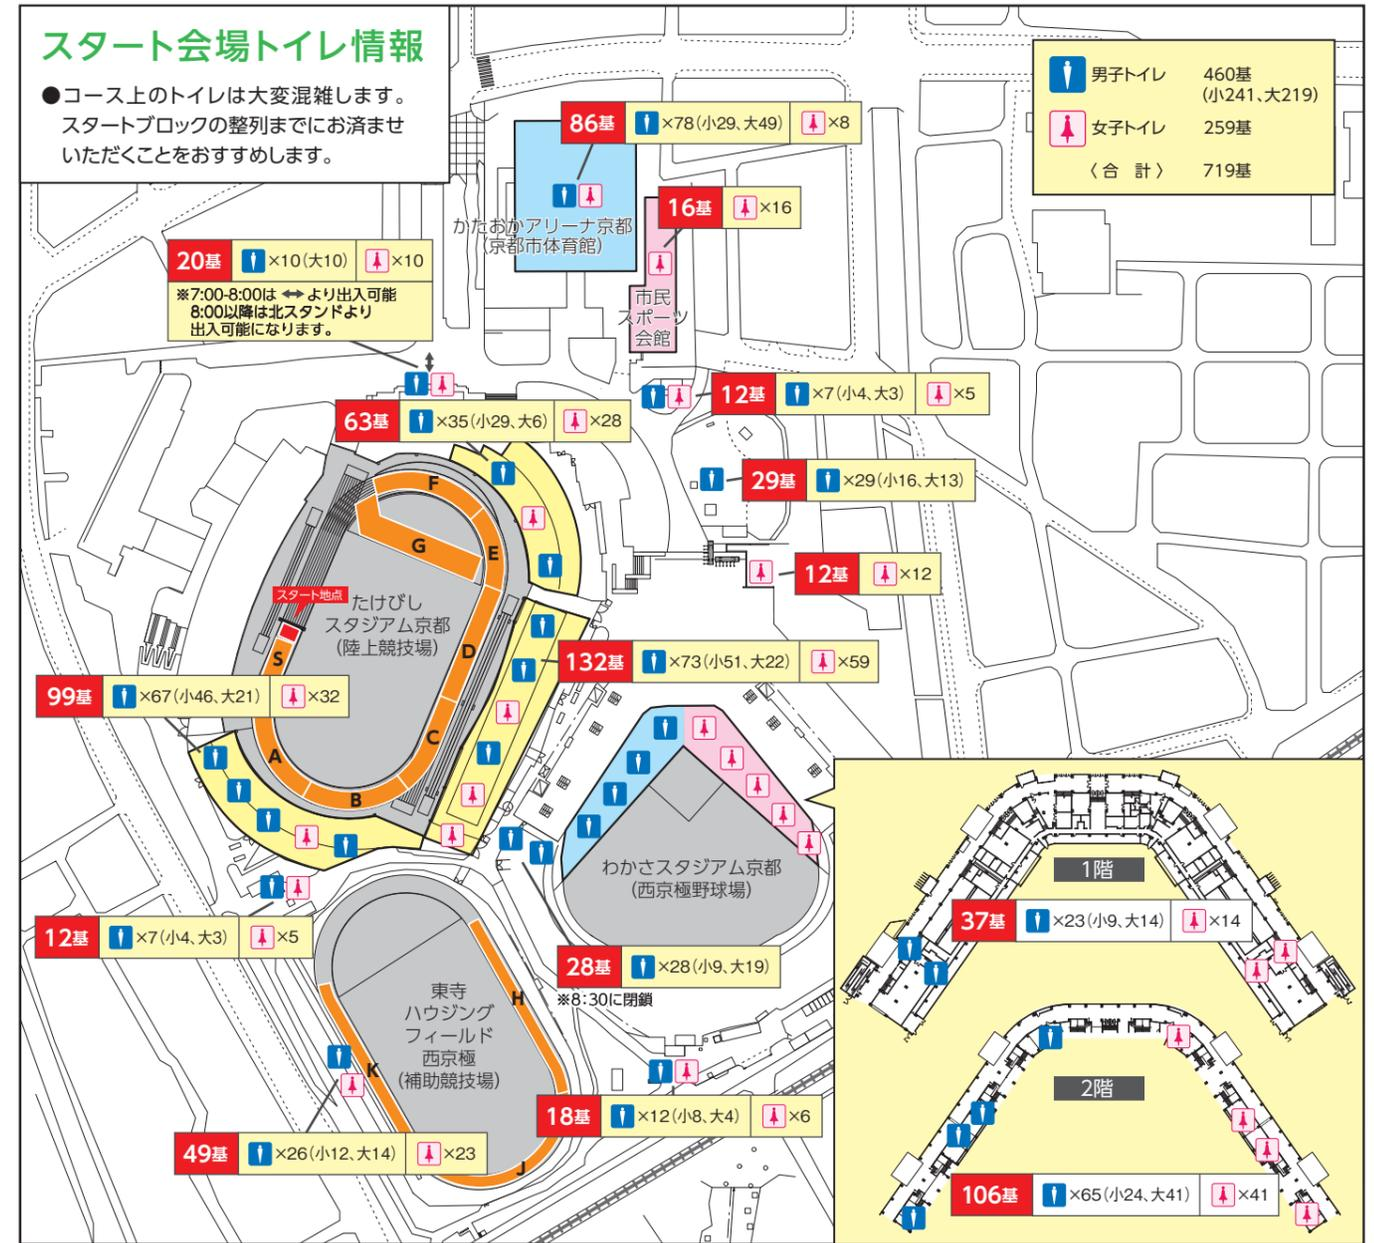 スタート会場トイレ情報
●コース上のトイレは大変混雑します。
スタートブロックの整列までにお済ませ
いただくことをおすすめします。
男子トイレ 460基
(小241、大219)
女子トイレ 259基
〈合 計〉 719基
86基 ×78(小29、大49) ×8
かたおかアリーナ京都
(京都市体育館)
16基 ×16
市民
スポーツ
会館
20基 ×10(大10) ×10
※7:00-8:00は ⇔ より出入可能
8:00以降は北スタンドより
出入可能になります。
12基 ×7(小4、大3) ×5
63基 ×35(小29、大6) ×28
29基 ×29(小16、大13)
12基 ×12
F
G
E
スタート地点
たけびし
スタジアム京都
(陸上競技場)
S
D
132基 ×73(小51、大22) ×59
99基 ×67(小46、大21) ×32
A
C
B
わかさスタジアム京都
(西京極野球場)
12基 ×7(小4、大3) ×5
28基 ×28(小9、大19)
※8:30に閉鎖
東寺
ハウジング
フィールド
西京極
(補助競技場)
H
K
J
18基 ×12(小8、大4) ×6
49基 ×26(小12、大14) ×23
1階
37基 ×23(小9、大14) ×14
2階
106基 ×65(小24、大41) ×41